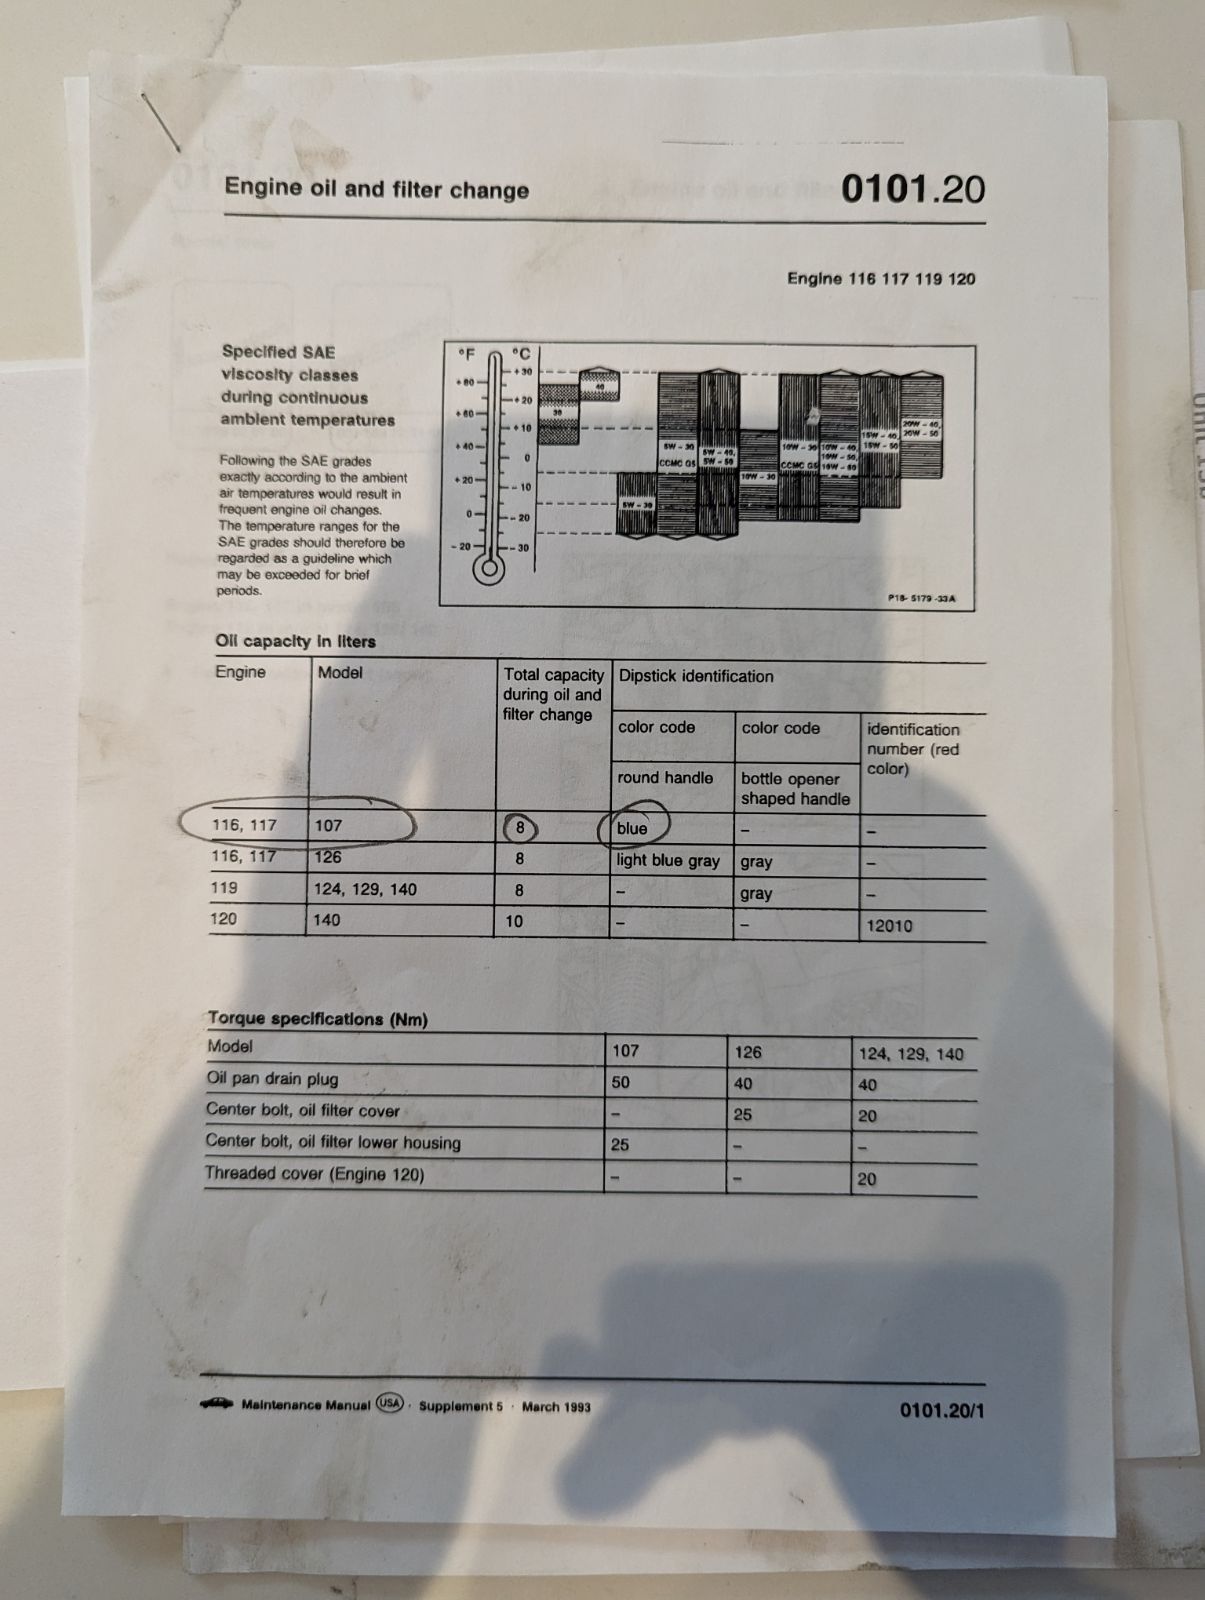 Engine oil and filter change
0101.20
Engine 116 117 119 120
Specified SAE
viscosity classes
during continuous
ambient temperatures
Following the SAE grades
exactly according to the ambient
air temperatures would result in
frequent engine oil changes.
The temperature ranges for the
SAE grades should therefore be
regarded as a guideline which
may be exceeded for brief
periods.
°F °C
+30
+80
+20
+60
+10
+40
0
+20
-10
0
-20
-20
-30
30
40
5W-30
5W-30
CCMC G5
5W-40,
5W-50
10W-30
10W-30
CCMC G5
10W-40,
10W-50,
10W-60
15W-40,
15W-50
20W-40,
20W-50
P18-5179-33A
Oil capacity in liters
Engine Model Total capacity during oil and filter change Dipstick identification
color code color code identification number (red color)
round handle bottle opener shaped handle
116, 117 107 8 blue - -
116, 117 126 8 light blue gray gray -
119 124, 129, 140 8 - gray -
120 140 10 - - 12010
Torque specifications (Nm)
Model 107 126 124, 129, 140
Oil pan drain plug 50 40 40
Center bolt, oil filter cover - 25 20
Center bolt, oil filter lower housing 25 - -
Threaded cover (Engine 120) - - 20
Maintenance Manual USA · Supplement 5 · March 1993
0101.20/1